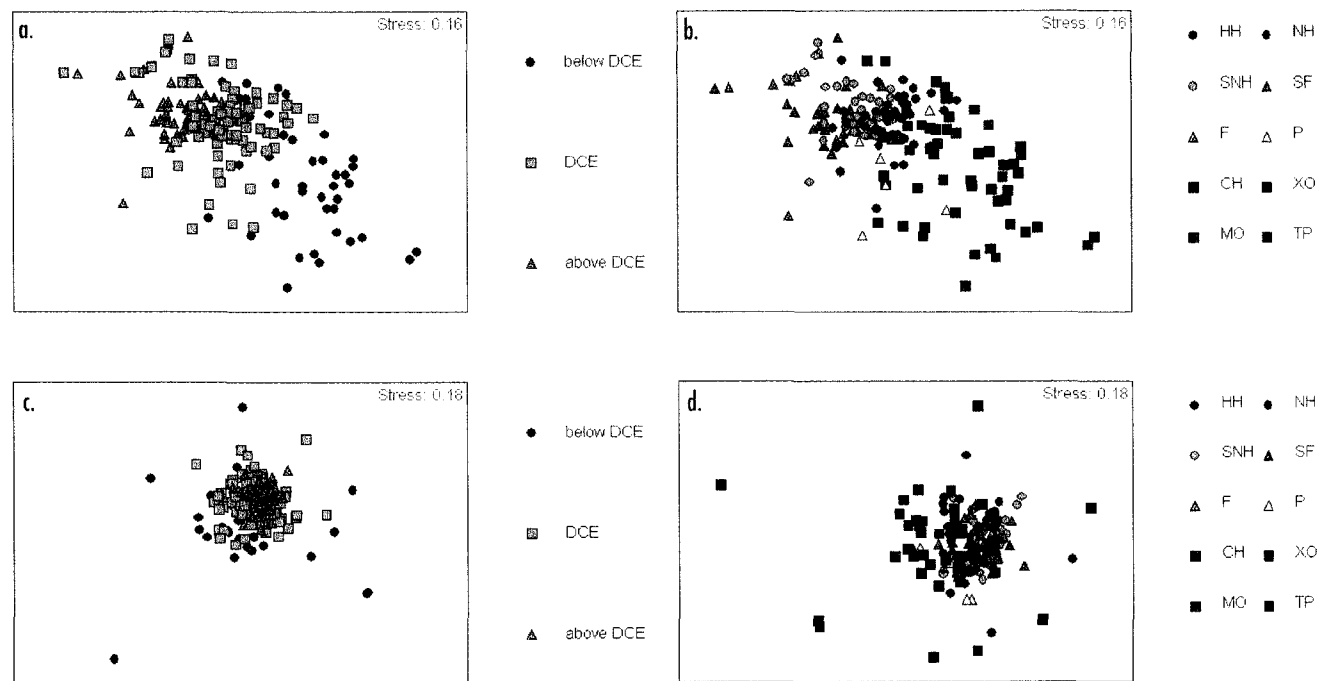 a.
Stress: 0.16
below DCE
DCE
above DCE
b.
Stress: 0.16
HH NH
SNH SF
F P
CH XO
MO TP
c.
Stress: 0.18
below DCE
DCE
above DCE
d.
Stress: 0.18
HH NH
SNH SF
F P
CH XO
MO TP